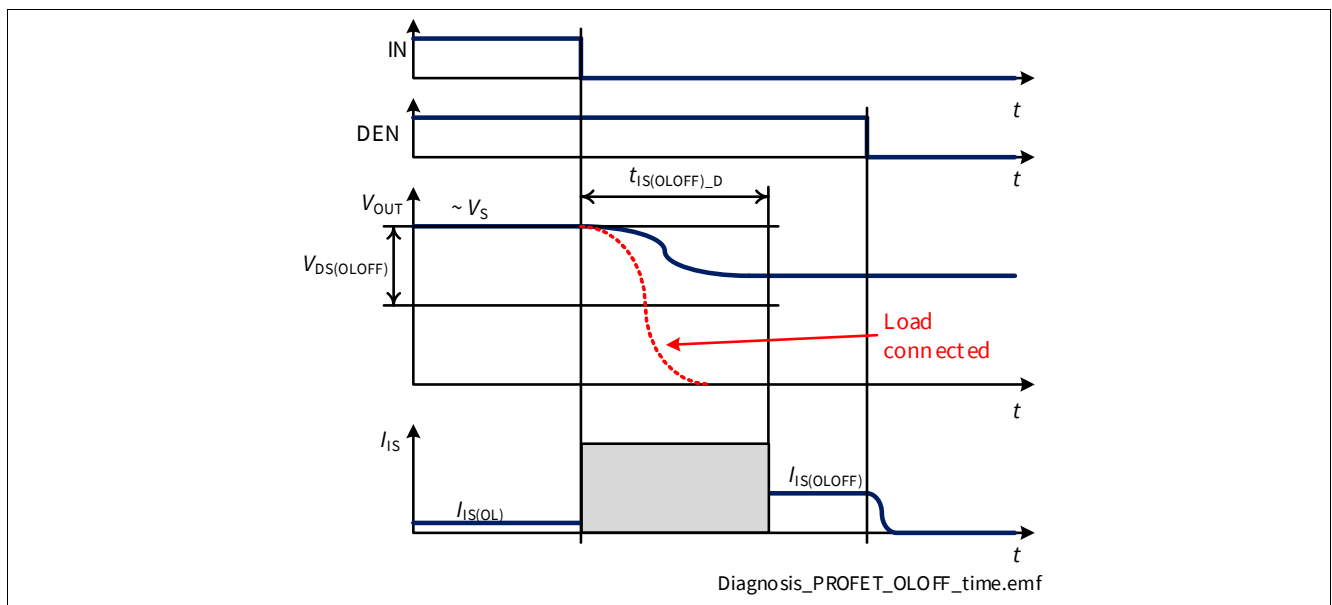 IN
t
DEN
t
tIS(OLOFF)_D
VOUT
~ VS
VDS(OLOFF)
Load
connected
t
IIS
IIS(OLOFF)
IIS(OL)
t
Diagnosis_PROFET_OLOFF_time.emf